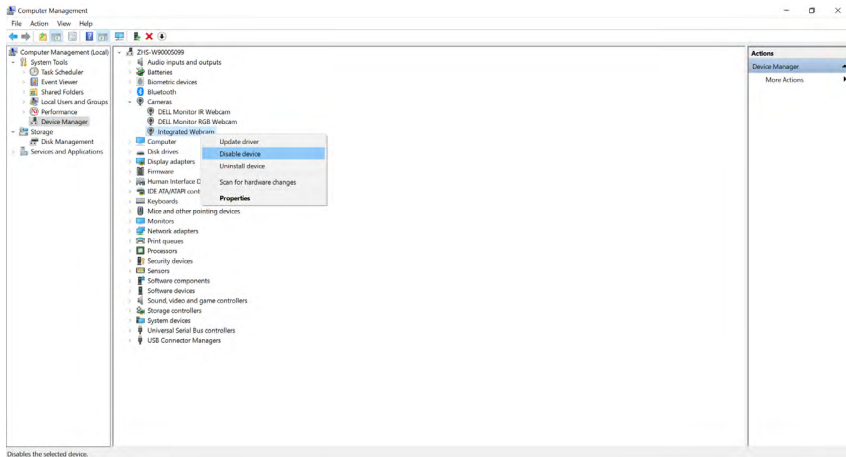 Computer Management
File Action View Help
Computer Management (Local)
System Tools
Task Scheduler
Event Viewer
Shared Folders
Local Users and Groups
Performance
Device Manager
Storage
Disk Management
Services and Applications
ZHS-W90005099
Audio inputs and outputs
Batteries
Biometric devices
Bluetooth
Cameras
DELL Monitor IR Webcam
DELL Monitor RGB Webcam
Integrated Webcam
Computer
Disk drives
Display adapters
Firmware
Human Interface D
IDE ATA/ATAPI cont
Keyboards
Mice and other pointing devices
Monitors
Network adapters
Print queues
Processors
Security devices
Sensors
Software components
Software devices
Sound, video and game controllers
Storage controllers
System devices
Universal Serial Bus controllers
USB Connector Managers
Update driver
Disable device
Uninstall device
Scan for hardware changes
Properties
Actions
Device Manager
More Actions
Disables the selected device.